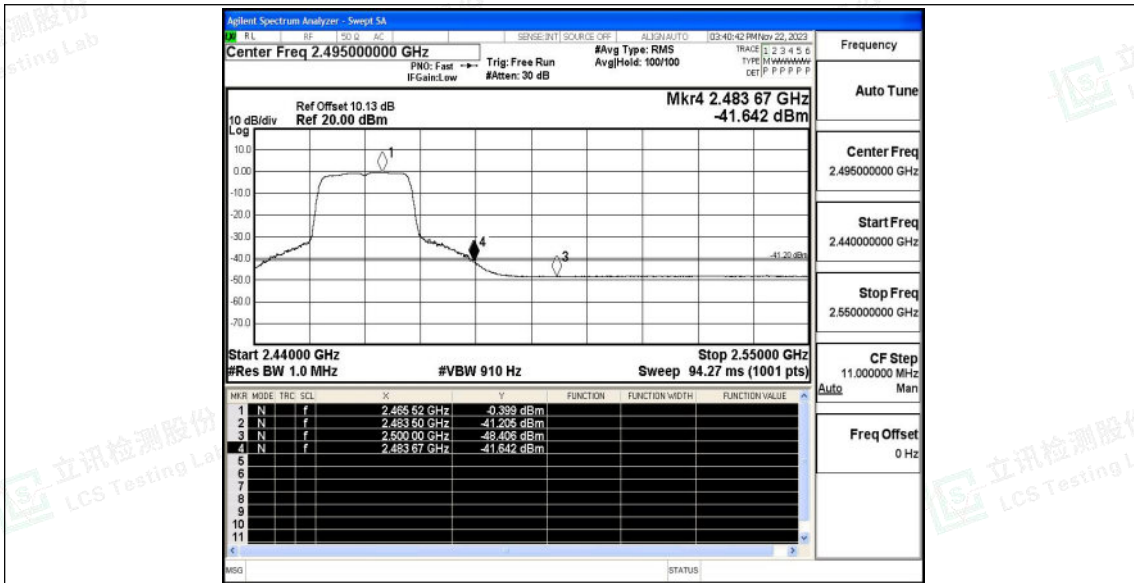 Agilent Spectrum Analyzer - Swept SA
RL RF 50 Ω AC SENSE:INT SOURCE OFF ALIGNAUTO 03:40:42 PM Nov 22, 2023
Center Freq 2.495000000 GHz
#Avg Type: RMS
TRACE 1 2 3 4 5 6
PNO: Fast
Trig: Free Run
Avg|Hold: 100/100
TYPE M WWWWW
IFGain:Low
#Atten: 30 dB
DET P P P P P P
Mkr4 2.483 67 GHz
-41.642 dBm
Ref Offset 10.13 dB
10 dB/div Ref 20.00 dBm
Log
10.0
0.00
-10.0
-20.0
-30.0
-40.0
-50.0
-60.0
-70.0
1
4
3
-41.20 dBm
Start 2.44000 GHz Stop 2.55000 GHz
#Res BW 1.0 MHz #VBW 910 Hz Sweep 94.27 ms (1001 pts)
MKR MODE TRC SCL X Y FUNCTION FUNCTION WIDTH FUNCTION VALUE
1 N f 2.465 52 GHz -0.399 dBm
2 N f 2.483 50 GHz -41.205 dBm
3 N f 2.500 00 GHz -48.406 dBm
4 N f 2.483 67 GHz -41.642 dBm
5
6
7
8
9
10
11
MSG STATUS
Frequency
Auto Tune
Center Freq
2.495000000 GHz
Start Freq
2.440000000 GHz
Stop Freq
2.550000000 GHz
CF Step
11.000000 MHz
Auto Man
Freq Offset
0 Hz
立讯检测股份
LCS Testing Lab
立讯检测股份